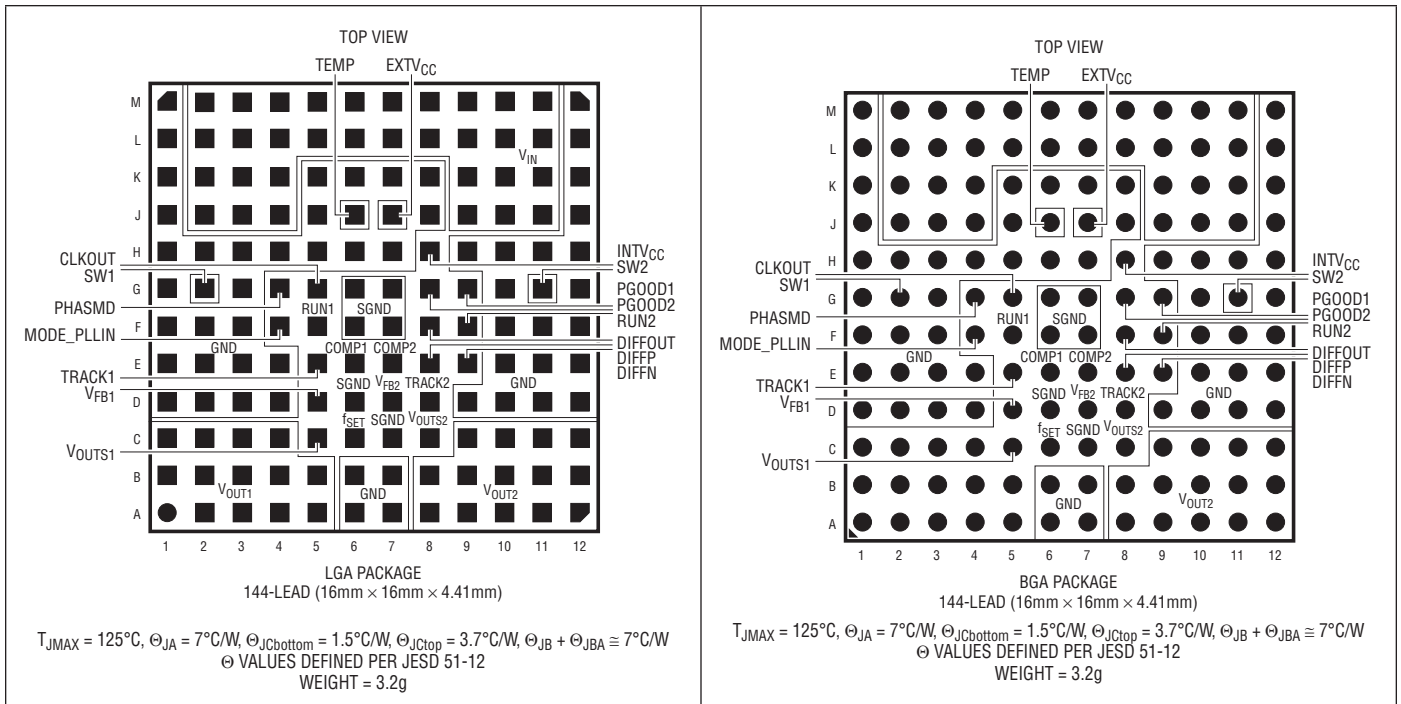 TOP VIEW
TEMP EXTVCC
M
L
VIN
K
J
H
CLKOUT
SW1
INTVCC
SW2
G
PHASMD
RUN1 SGND
PGOOD1
PGOOD2
RUN2
F
MODE_PLLIN
GND COMP1 COMP2
DIFFOUT
DIFFP
DIFFN
E
TRACK1
VFB1
SGND VFB2 TRACK2 GND
D
fSET SGND VOUTS2
C
VOUTS1
B
VOUT1 GND VOUT2
A
1 2 3 4 5 6 7 8 9 10 11 12
LGA PACKAGE
144-LEAD (16mm × 16mm × 4.41mm)
TJMAX = 125°C, ΘJA = 7°C/W, ΘJCbottom = 1.5°C/W, ΘJCtop = 3.7°C/W, ΘJB + ΘJBA ≅ 7°C/W
Θ VALUES DEFINED PER JESD 51-12
WEIGHT = 3.2g
TOP VIEW
TEMP EXTVCC
M
L
K
J
H
CLKOUT
SW1
INTVCC
SW2
G
PHASMD
RUN1 SGND
PGOOD1
PGOOD2
RUN2
F
MODE_PLLIN
GND COMP1 COMP2
DIFFOUT
DIFFP
DIFFN
E
TRACK1
VFB1
SGND VFB2 TRACK2 GND
D
fSET SGND VOUTS2
C
VOUTS1
B
GND VOUT2
A
1 2 3 4 5 6 7 8 9 10 11 12
BGA PACKAGE
144-LEAD (16mm × 16mm × 4.41mm)
TJMAX = 125°C, ΘJA = 7°C/W, ΘJCbottom = 1.5°C/W, ΘJCtop = 3.7°C/W, ΘJB + ΘJBA ≅ 7°C/W
Θ VALUES DEFINED PER JESD 51-12
WEIGHT = 3.2g